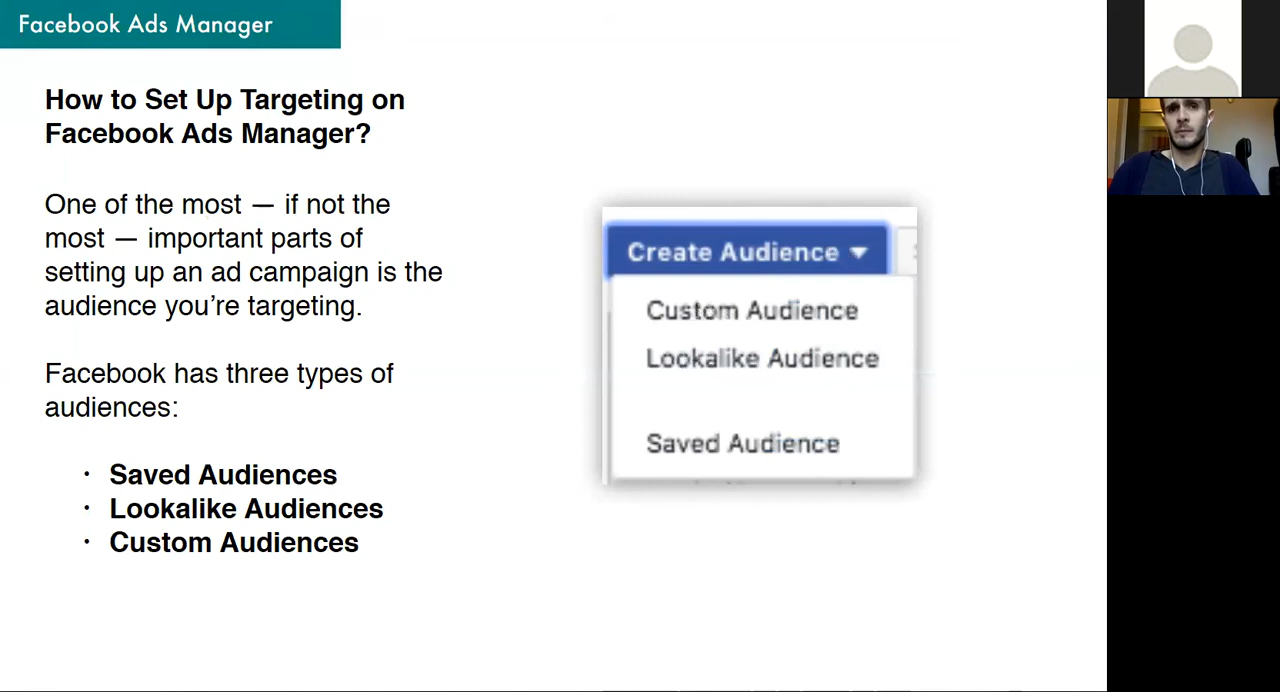 Facebook Ads Manager
How to Set Up Targeting on
Facebook Ads Manager?
One of the most — if not the
most — important parts of
setting up an ad campaign is the
audience you’re targeting.
Facebook has three types of
audiences:
· Saved Audiences
· Lookalike Audiences
· Custom Audiences
Create Audience
Custom Audience
Lookalike Audience
Saved Audience